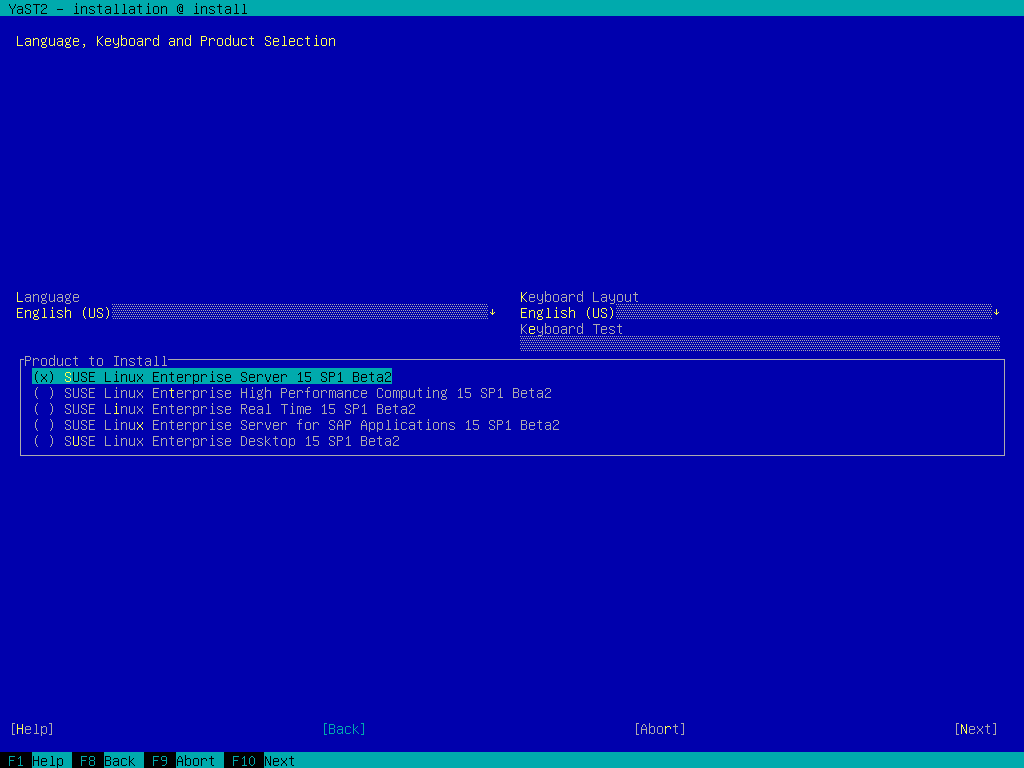 YaST2 - installation @ install
Language, Keyboard and Product Selection
Language
English (US)
Keyboard Layout
English (US)
Keyboard Test
Product to Install
(x) SUSE Linux Enterprise Server 15 SP1 Beta2
( ) SUSE Linux Enterprise High Performance Computing 15 SP1 Beta2
( ) SUSE Linux Enterprise Real Time 15 SP1 Beta2
( ) SUSE Linux Enterprise Server for SAP Applications 15 SP1 Beta2
( ) SUSE Linux Enterprise Desktop 15 SP1 Beta2
[Help] [Back] [Abort] [Next]
F1 Help F8 Back F9 Abort F10 Next